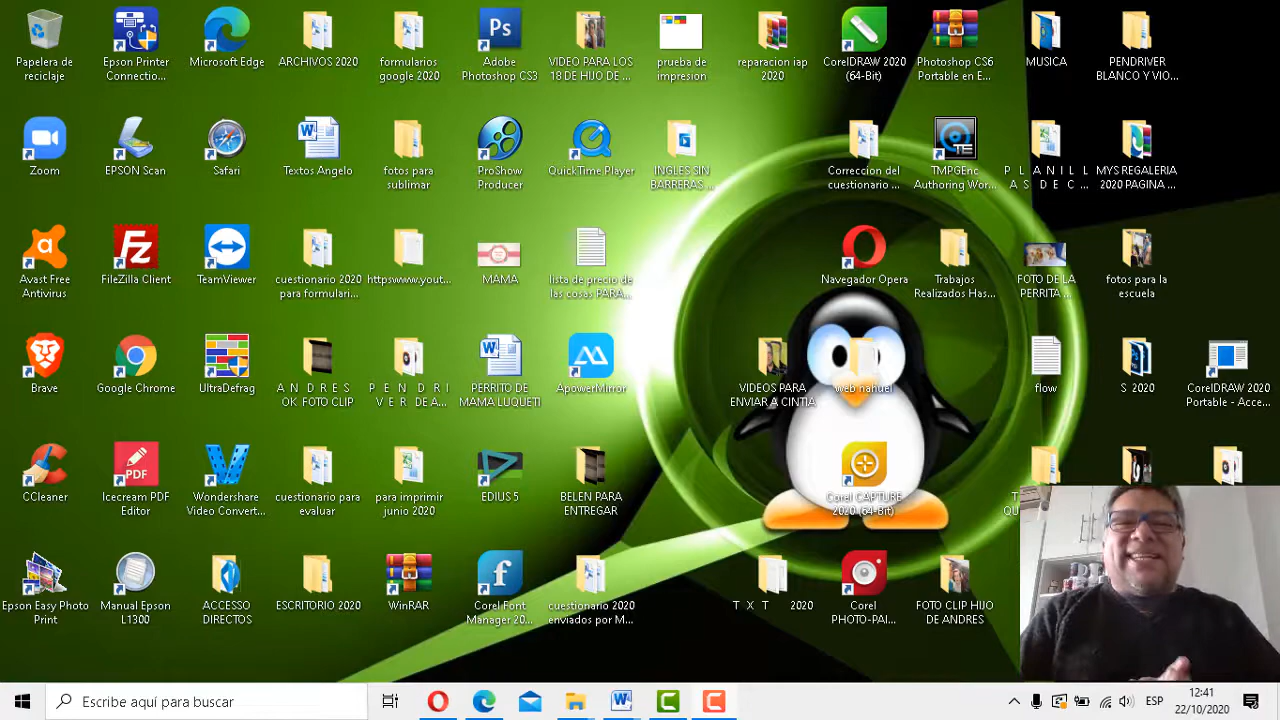 Papelera de
reciclaje
Epson Printer
Connectio...
Microsoft Edge
ARCHIVOS 2020
formularios
google 2020
Ps
Adobe
Photoshop CS3
VIDEO PARA LOS
18 DE HIJO DE ...
prueba de
impresion
reparacion iap
2020
CorelDRAW 2020
(64-Bit)
Photoshop CS6
Portable en E...
MUSICA
PENDRIVER
BLANCO Y VIO...
Zoom
EPSON Scan
Safari
Textos Angelo
fotos para
sublimar
ProShow
Producer
QuickTime Player
INGLES SIN
BARRERAS ...
Correccion del
cuestionario ...
TE
TMPGEnc
Authoring Wor...
P L A N I L L
A S D E C ...
MYS REGALERIA
2020 PAGINA ...
Avast Free
Antivirus
Fz
FileZilla Client
TeamViewer
cuestionario 2020
para formulari...
httpswww.yout...
MAMA
lista de precio de
las cosas PARA...
Navegador Opera
Trabajos
Realizados Has...
FOTO DE LA
PERRITA ...
fotos para la
escuela
Brave
Google Chrome
UltraDefrag
A N D R E S
OK FOTO CLIP
P E N D R I
V E R DE A...
PERRITO DE
MAMA LUQUETI
ApowerMirror
VIDEOS PARA
ENVIAR A CINTIA
web nahuel
flow
S 2020
CorelDRAW 2020
Portable - Acce...
CCleaner
PDF
Icecream PDF
Editor
Wondershare
Video Convert...
cuestionario para
evaluar
para imprimir
junio 2020
EDIUS 5
BELEN PARA
ENTREGAR
Corel CAPTURE
2020 (64-Bit)
Epson Easy Photo
Print
Manual Epson
L1300
ACCESO
DIRECTOS
ESCRITORIO 2020
WinRAR
f
Corel Font
Manager 20...
cuestionario 2020
enviados por M...
T X T 2020
Corel
PHOTO-PAI...
FOTO CLIP HIJO
DE ANDRES
Escribe aquí para buscar
ESP
12:41
22/10/2020